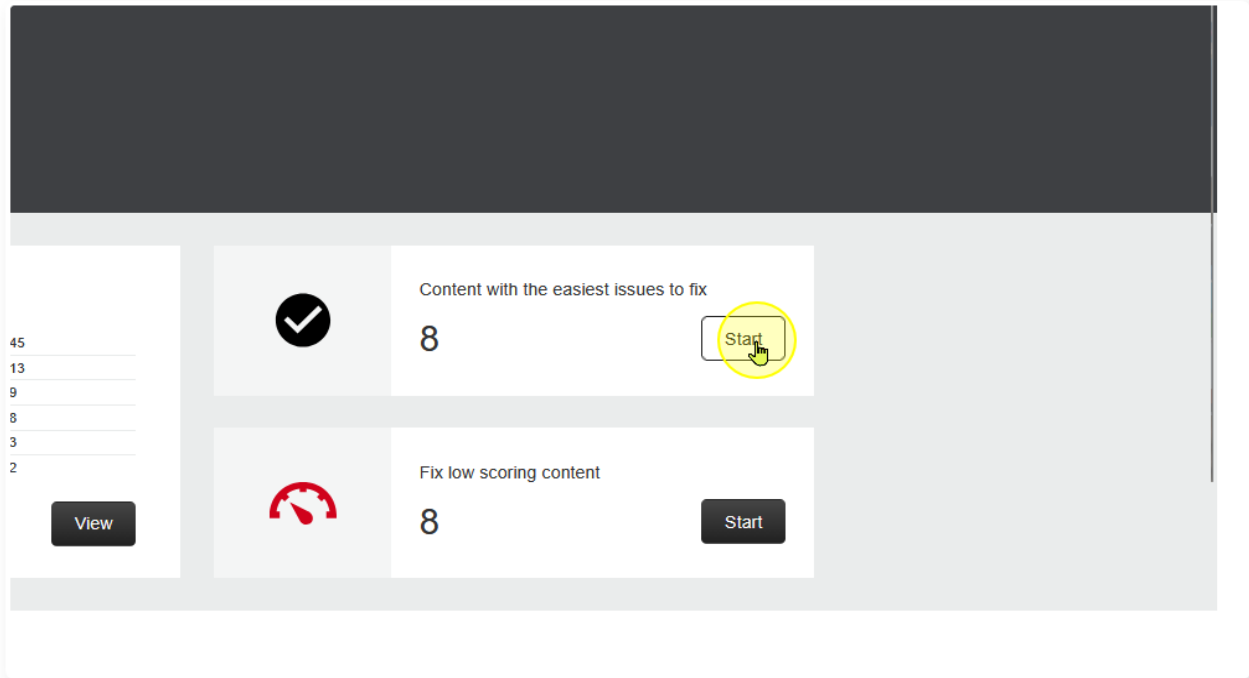 45
13
9
8
3
2
View
Content with the easiest issues to fix
8
Start
Fix low scoring content
8
Start